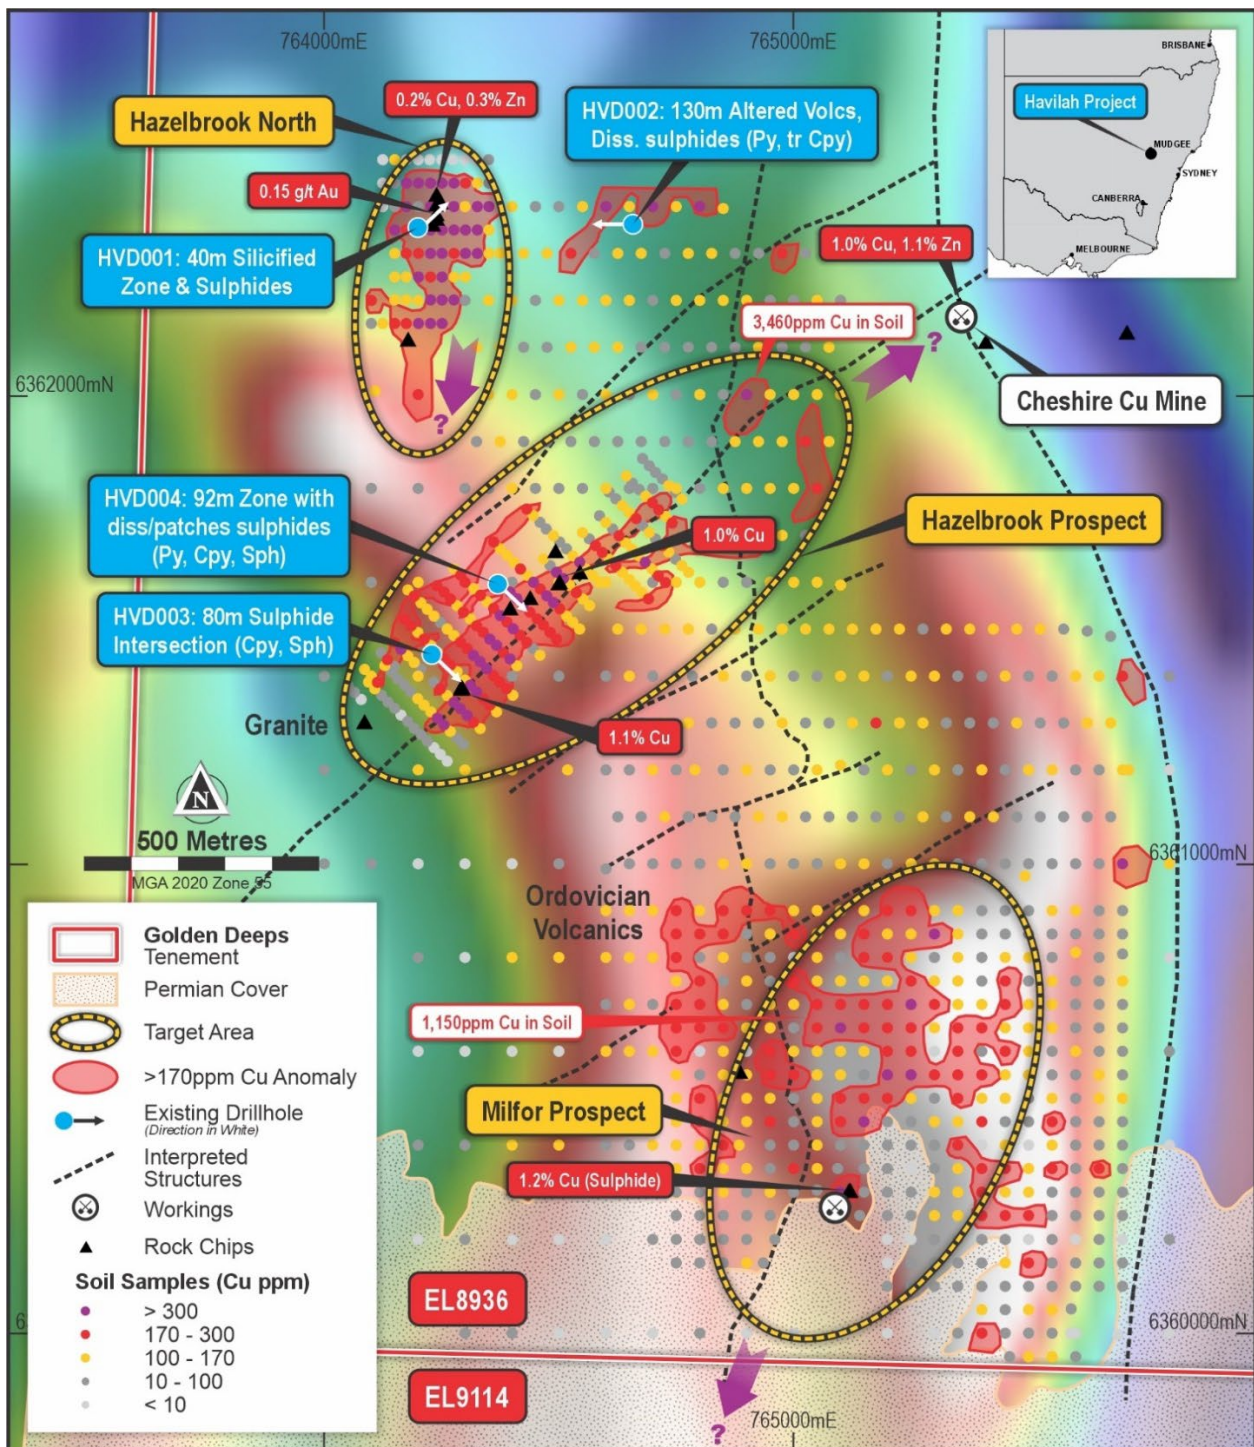 764000mE
765000mE
BRISBANE
Havilah Project
MUDGEE
SYDNEY
CANBERRA
MELBOURNE
0.2% Cu, 0.3% Zn
Hazelbrook North
HVD002: 130m Altered Volcs,
Diss. sulphides (Py, tr Cpy)
0.15 g/t Au
HVD001: 40m Silicified
Zone & Sulphides
1.0% Cu, 1.1% Zn
3,460ppm Cu in Soil
?
?
6362000mN
Cheshire Cu Mine
HVD004: 92m Zone with
diss/patches sulphides
(Py, Cpy, Sph)
Hazelbrook Prospect
1.0% Cu
HVD003: 80m Sulphide
Intersection (Cpy, Sph)
Granite
1.1% Cu
N
500 Metres
MGA 2020 Zone 55
6361000mN
Ordovician
Volcanics
1,150ppm Cu in Soil
Milfor Prospect
1.2% Cu (Sulphide)
Golden Deeps
Tenement
Permian Cover
Target Area
>170ppm Cu Anomaly
Existing Drillhole
(Direction in White)
Interpreted
Structures
Workings
Rock Chips
Soil Samples (Cu ppm)
> 300
170 - 300
100 - 170
10 - 100
< 10
EL8936
6
6360000mN
EL9114
765000mE
?